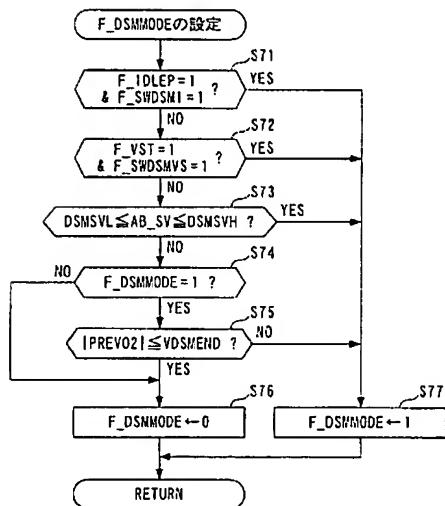 F_DSMMODEの設定
S71
F_IDLEP=1
& F_SWDSMI=1 ?
YES
NO
S72
F_VST=1
& F_SWDSMVS=1 ?
YES
NO
S73
DSMSVL≦AB_SV≦DSMSVH ?
YES
NO
S74
NO
F_DSMMODE=1 ?
YES
S75
|PREVO2|≦VDSMEND ?
NO
YES
S76
F_DSMMODE←0
S77
F_DSMMODE←1
RETURN